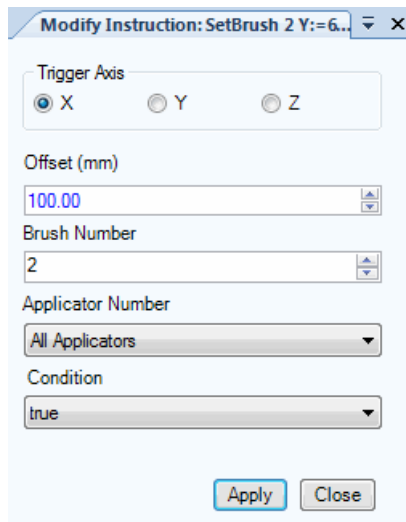 Modify Instruction: SetBrush 2 Y:=6...
Trigger Axis
X Y Z
Offset (mm)
100.00
Brush Number
2
Applicator Number
All Applicators
Condition
true
Apply Close